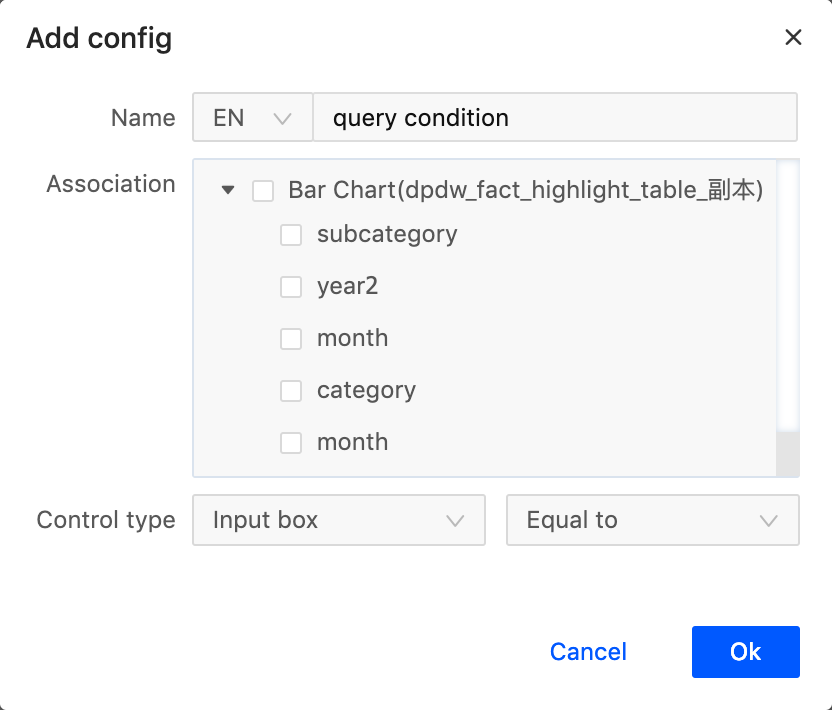 Add config
Name EN query condition
Association Bar Chart(dpdw_fact_highlight_table_副本)
subcategory
year2
month
category
month
Control type Input box Equal to
Cancel Ok